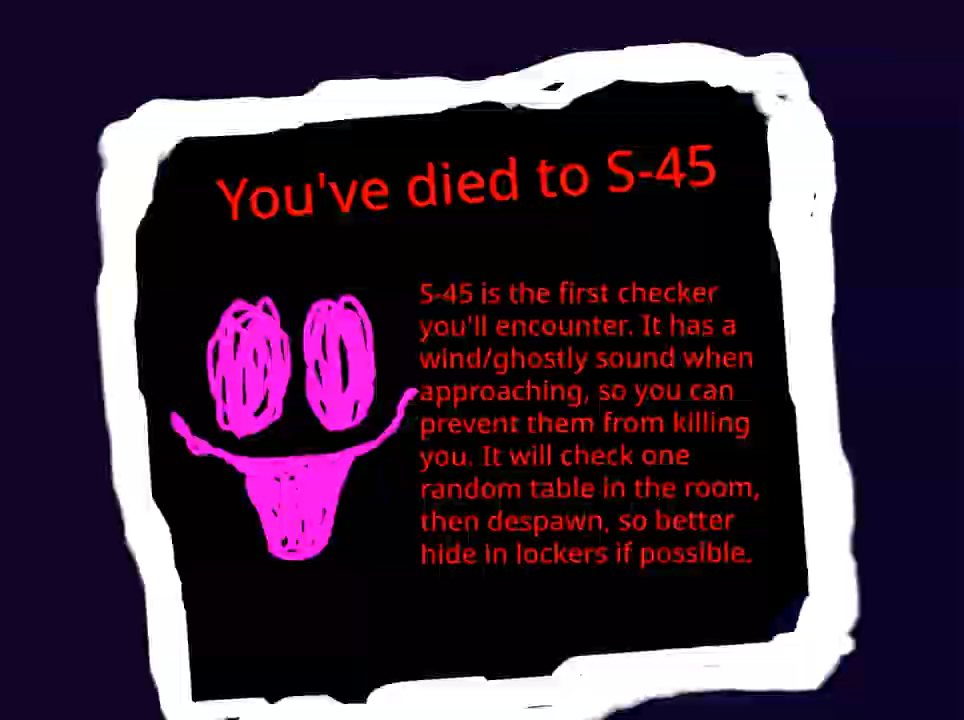 You've died to S-45
S-45 is the first checker
you'll encounter. It has a
wind/ghostly sound when
approaching, so you can
prevent them from killing
you. It will check one
random table in the room,
then despawn, so better
hide in lockers if possible.